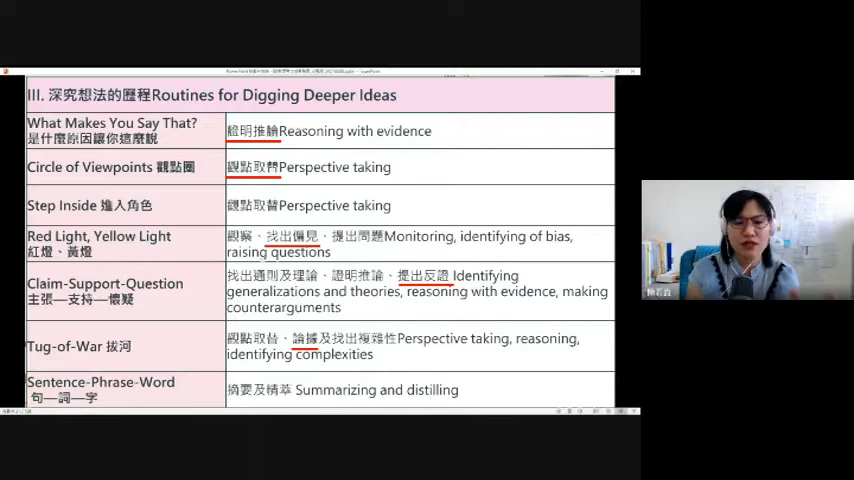 III. 深究想法的歷程Routines for Digging Deeper Ideas
What Makes You Say That?
是什麼原因讓你這麼說
證明推論Reasoning with evidence
Circle of Viewpoints 觀點圈
觀點取替Perspective taking
Step Inside 進入角色
觀點取替Perspective taking
Red Light, Yellow Light
紅燈、黃燈
觀察、找出偏見、提出問題Monitoring, identifying of bias,
raising questions
Claim-Support-Question
主張—支持—懷疑
找出通則及理論、證明推論、提出反證 Identifying
generalizations and theories, reasoning with evidence, making
counterarguments
Tug-of-War 拔河
觀點取替、論據及找出複雜性Perspective taking, reasoning,
identifying complexities
Sentence-Phrase-Word
句—詞—字
摘要及精萃 Summarizing and distilling